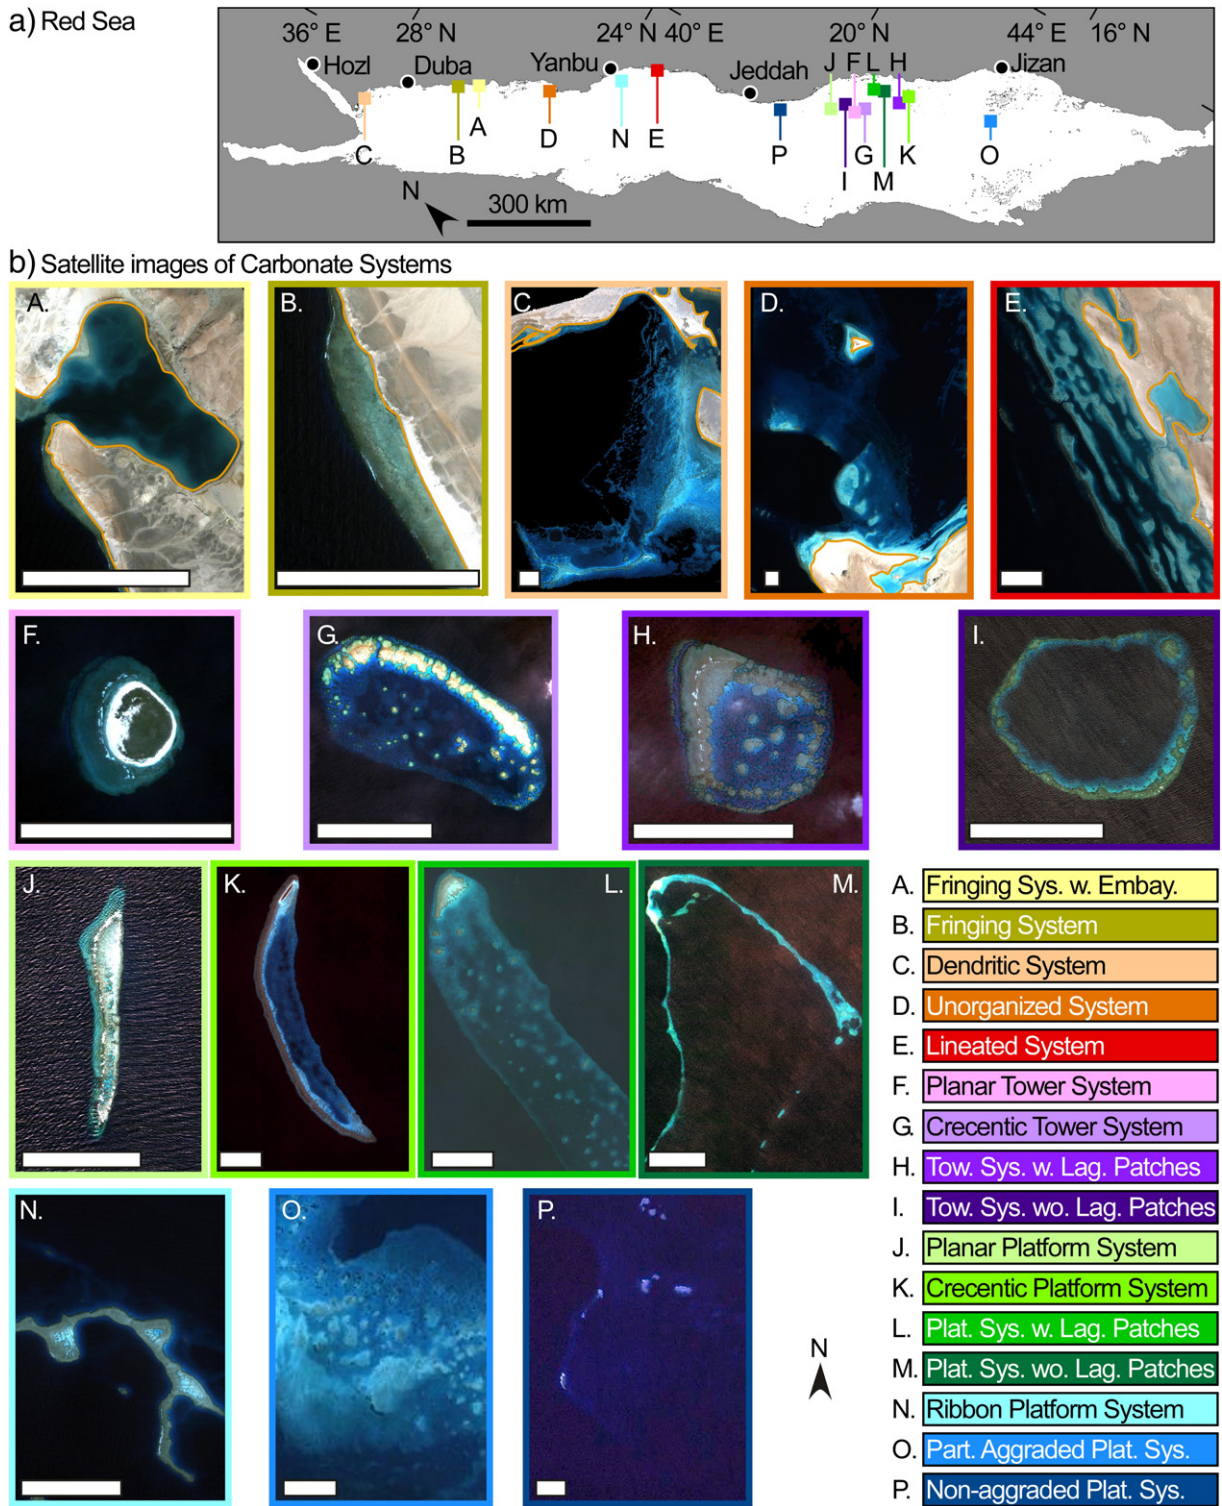 a) Red Sea
36° E 28° N 24° N 40° E 20° N 44° E 16° N
Hozl Duba Yanbu Jeddah J F L H Jizan
A D N E
C B P G K O
I M
N
300 km
b) Satellite images of Carbonate Systems
A. B. C. D. E.
F. G. H. I.
J. K. L. M.
A. Fringing Sys. w. Embay.
B. Fringing System
C. Dendritic System
D. Unorganized System
E. Lineated System
F. Planar Tower System
G. Crecentic Tower System
H. Tow. Sys. w. Lag. Patches
I. Tow. Sys. wo. Lag. Patches
J. Planar Platform System
K. Crecentic Platform System
L. Plat. Sys. w. Lag. Patches
M. Plat. Sys. wo. Lag. Patches
N. Ribbon Platform System
O. Part. Aggraded Plat. Sys.
P. Non-aggraded Plat. Sys.
N. O. P.
N